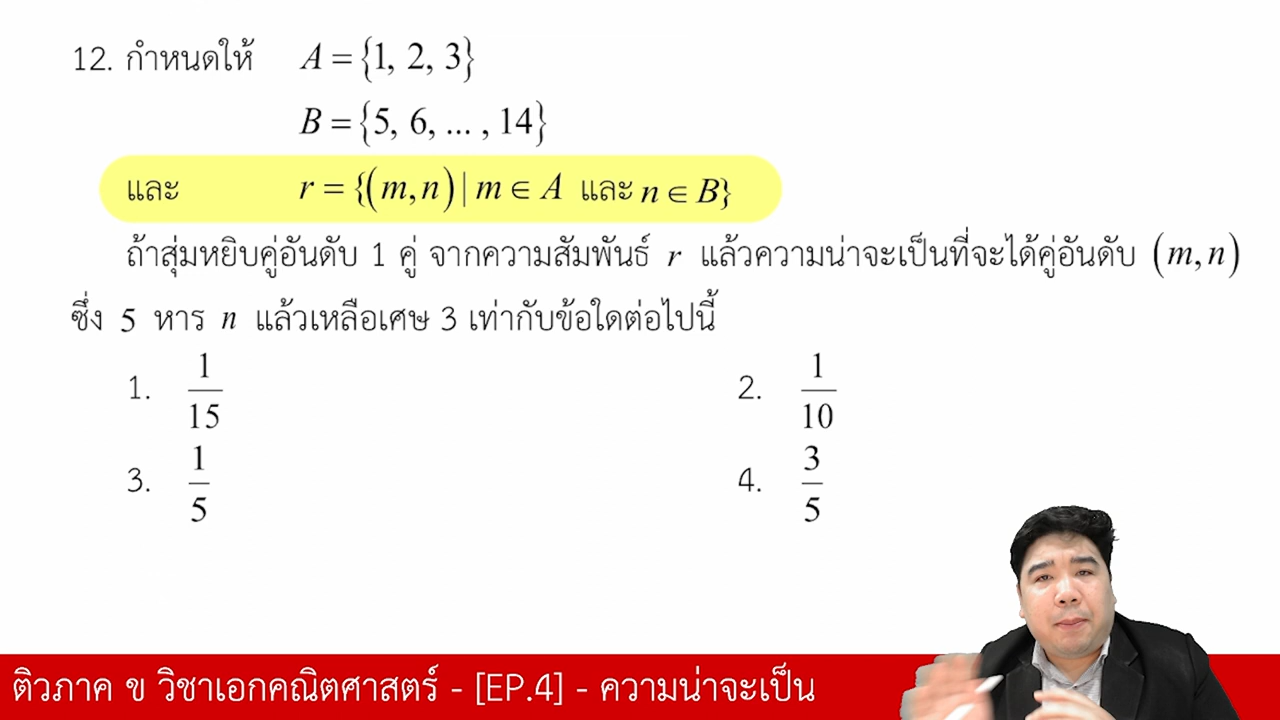 12. กำหนดให้ A = {1, 2, 3}
B = {5, 6, ... , 14}
และ r = {(m, n) | m ∈ A และ n ∈ B}
ถ้าสุ่มหยิบคู่อันดับ 1 คู่ จากความสัมพันธ์ r แล้วความน่าจะเป็นที่จะได้คู่อันดับ (m, n)
ซึ่ง 5 หาร n แล้วเหลือเศษ 3 เท่ากับข้อใดต่อไปนี้
1. 1/15 2. 1/10
3. 1/5 4. 3/5
ติวภาค ข วิชาเอกคณิตศาสตร์ - [EP.4] - ความน่าจะเป็น